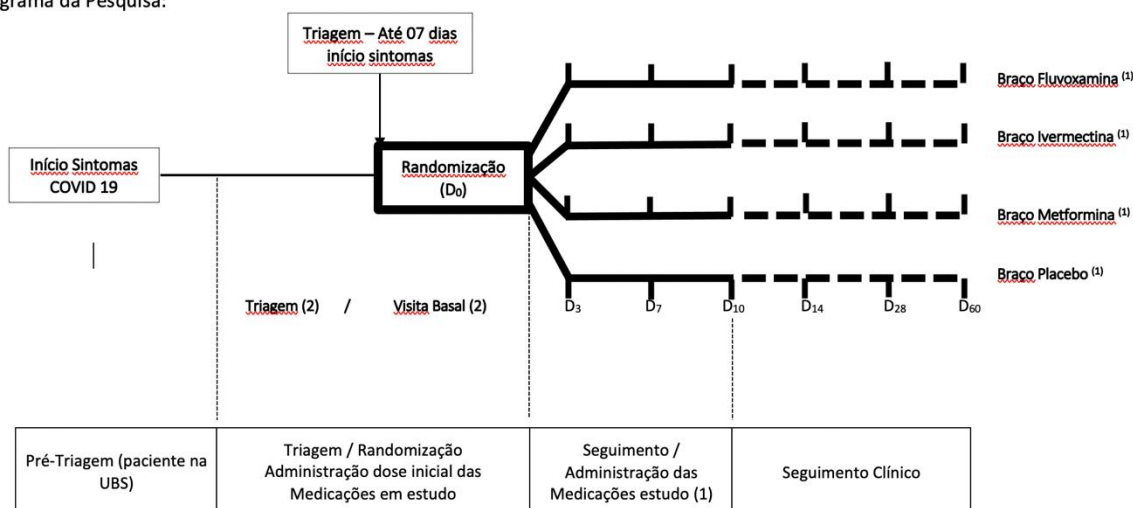 grama da Pesquisa:
Triagem – Até 07 dias
início sintomas
Início Sintomas
COVID 19
Randomização
(D₀)
Braço Fluvoxamina ⁽¹⁾
Braço Ivermectina ⁽¹⁾
Braço Metformina ⁽¹⁾
Braço Placebo ⁽¹⁾
Triagem (2) / Visita Basal (2)
D₃ D₇ D₁₀ D₁₄ D₂₈ D₆₀
Pré-Triagem (paciente na
UBS)
Triagem / Randomização
Administração dose inicial das
Medicações em estudo
Seguimento /
Administração das
Medicações estudo (1)
Seguimento Clínico